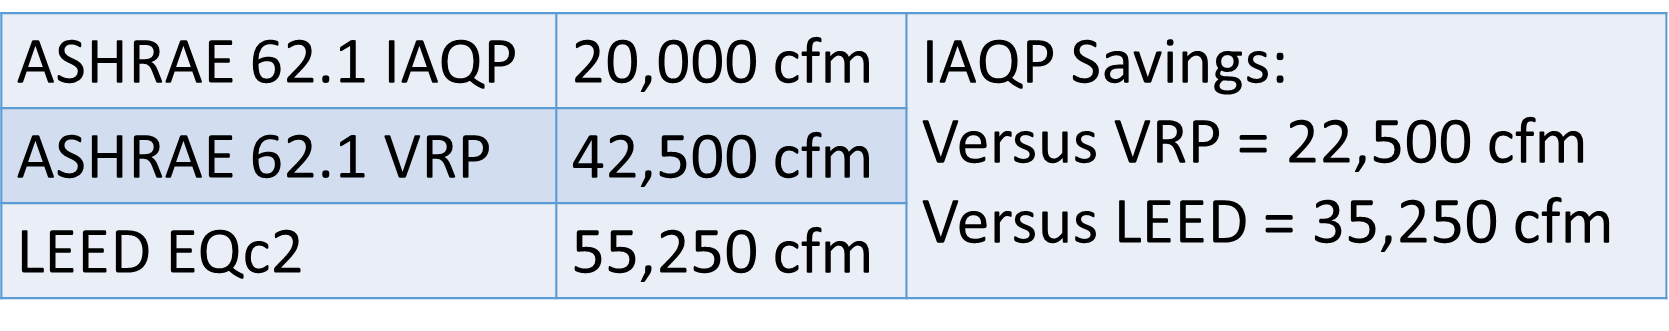 ASHRAE 62.1 IAQP 20,000 cfm
ASHRAE 62.1 VRP 42,500 cfm
LEED EQc2 55,250 cfm
IAQP Savings:
Versus VRP = 22,500 cfm
Versus LEED = 35,250 cfm